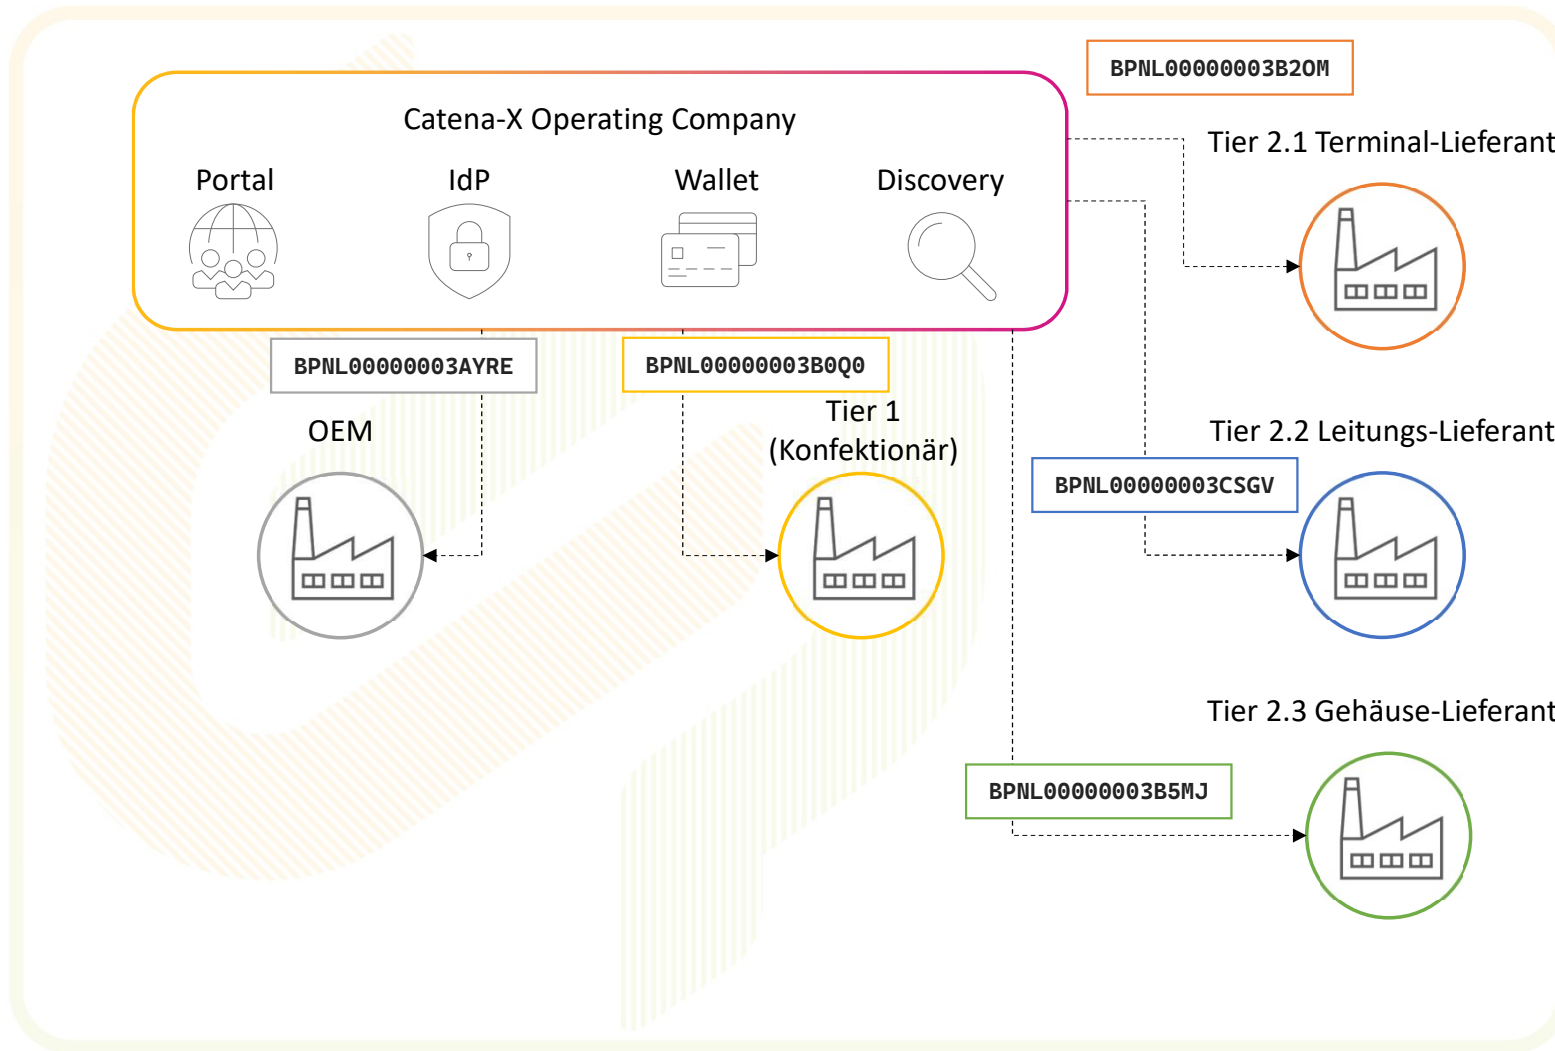 BPNL00000003B2OM
Catena-X Operating Company
Tier 2.1 Terminal-Lieferant
Portal
IdP
Wallet
Discovery
BPNL00000003AYRE
BPNL00000003B0Q0
OEM
Tier 1
(Konfektionär)
Tier 2.2 Leitungs-Lieferant
BPNL00000003CSGV
Tier 2.3 Gehäuse-Lieferant
BPNL00000003B5MJ